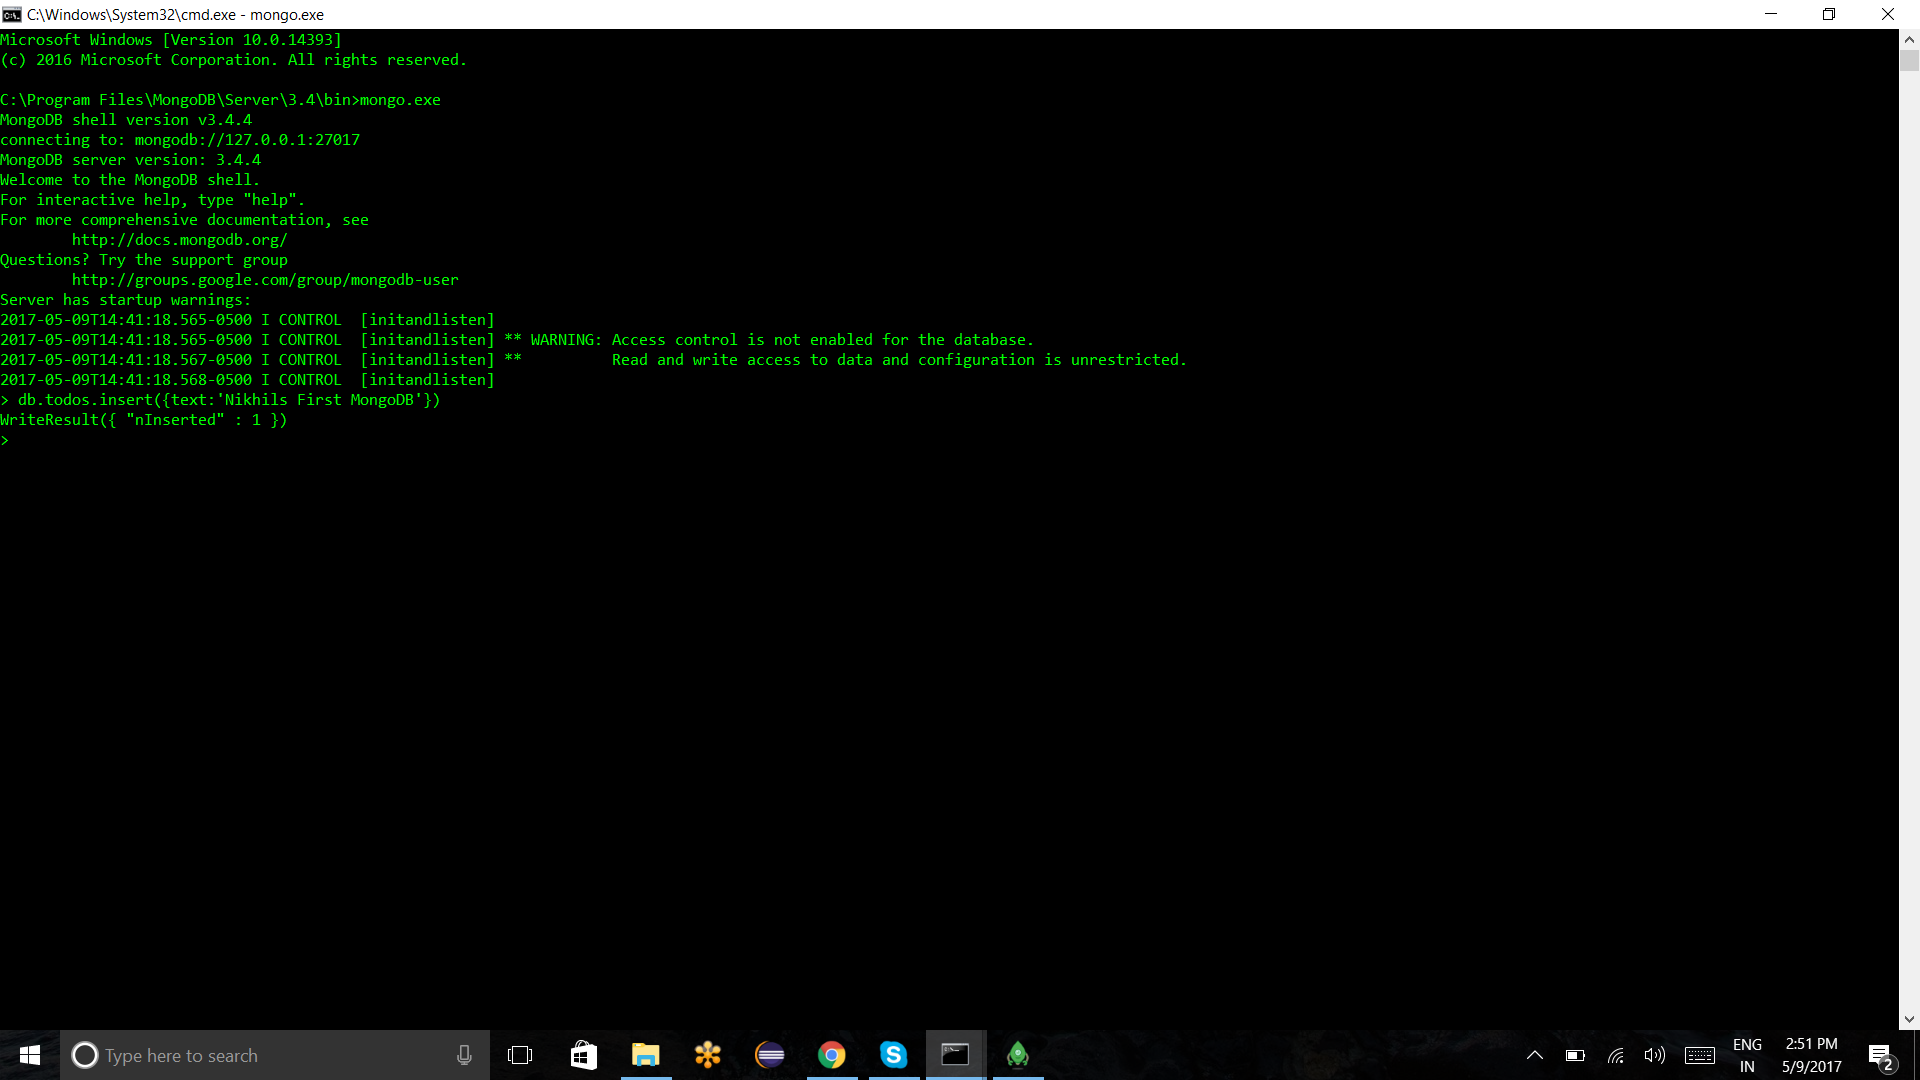 C:\Windows\System32\cmd.exe - mongo.exe
Microsoft Windows [Version 10.0.14393]
(c) 2016 Microsoft Corporation. All rights reserved.
C:\Program Files\MongoDB\Server\3.4\bin>mongo.exe
MongoDB shell version v3.4.4
connecting to: mongodb://127.0.0.1:27017
MongoDB server version: 3.4.4
Welcome to the MongoDB shell.
For interactive help, type "help".
For more comprehensive documentation, see
http://docs.mongodb.org/
Questions? Try the support group
http://groups.google.com/group/mongodb-user
Server has startup warnings:
2017-05-09T14:41:18.565-0500 I CONTROL  [initandlisten]
2017-05-09T14:41:18.565-0500 I CONTROL  [initandlisten] ** WARNING: Access control is not enabled for the database.
2017-05-09T14:41:18.567-0500 I CONTROL  [initandlisten] **          Read and write access to data and configuration is unrestricted.
2017-05-09T14:41:18.568-0500 I CONTROL  [initandlisten]
> db.todos.insert({text:'Nikhils First MongoDB'})
WriteResult({ "nInserted" : 1 })
>
Type here to search
ENG
IN
2:51 PM
5/9/2017
2